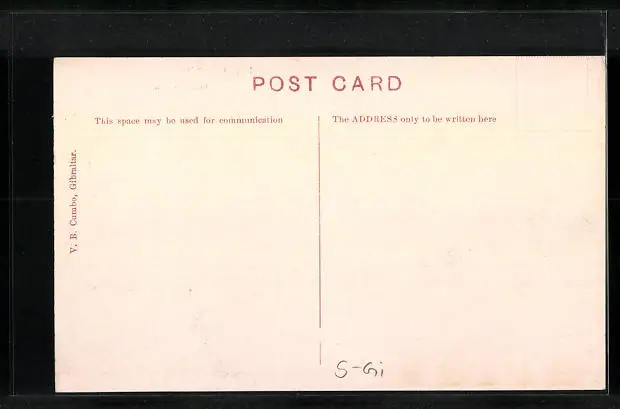 POST CARD
This space may be used for communication
The ADDRESS only to be written here
V. B. Cumbo, Gibraltar.
S-Gi